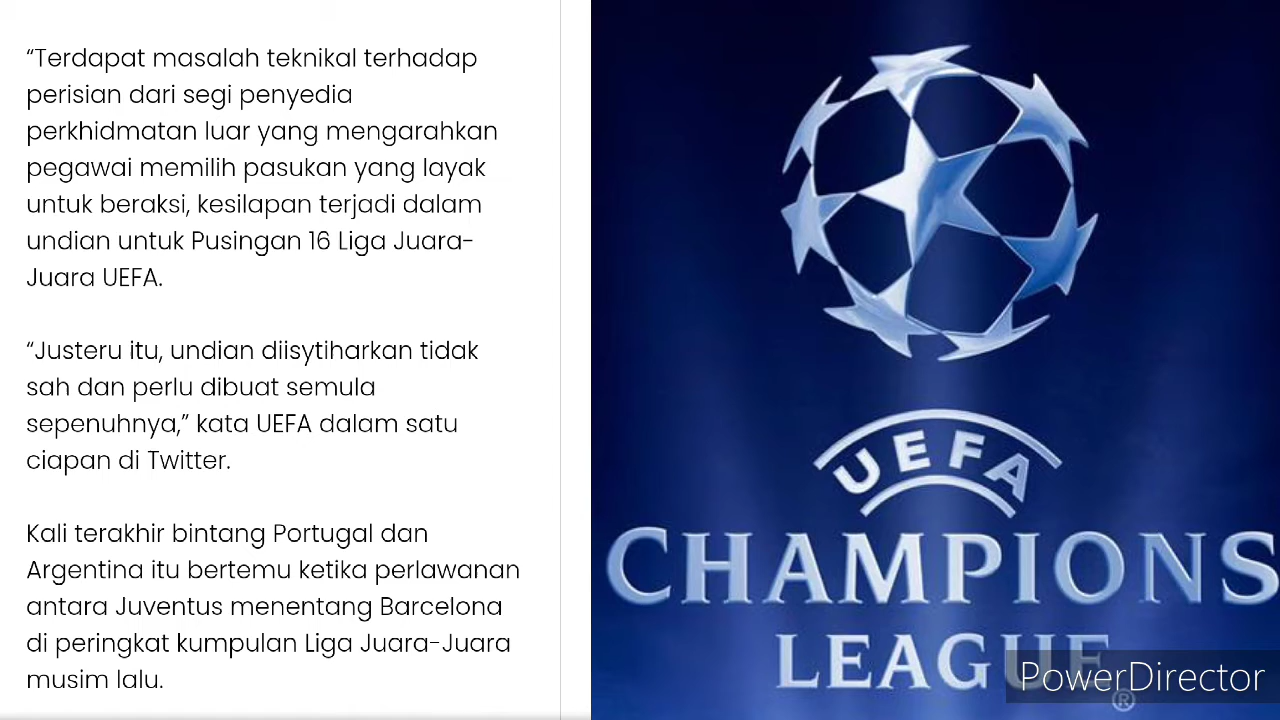 “Terdapat masalah teknikal terhadap
perisian dari segi penyedia
perkhidmatan luar yang mengarahkan
pegawai memilih pasukan yang layak
untuk beraksi, kesilapan terjadi dalam
undian untuk Pusingan 16 Liga Juara-
Juara UEFA.
“Justeru itu, undian diisytiharkan tidak
sah dan perlu dibuat semula
sepenuhnya,” kata UEFA dalam satu
ciapan di Twitter.
Kali terakhir bintang Portugal dan
Argentina itu bertemu ketika perlawanan
antara Juventus menentang Barcelona
di peringkat kumpulan Liga Juara-Juara
musim lalu.
UEFA
CHAMPIONS
LEAGUE
®
PowerDirector